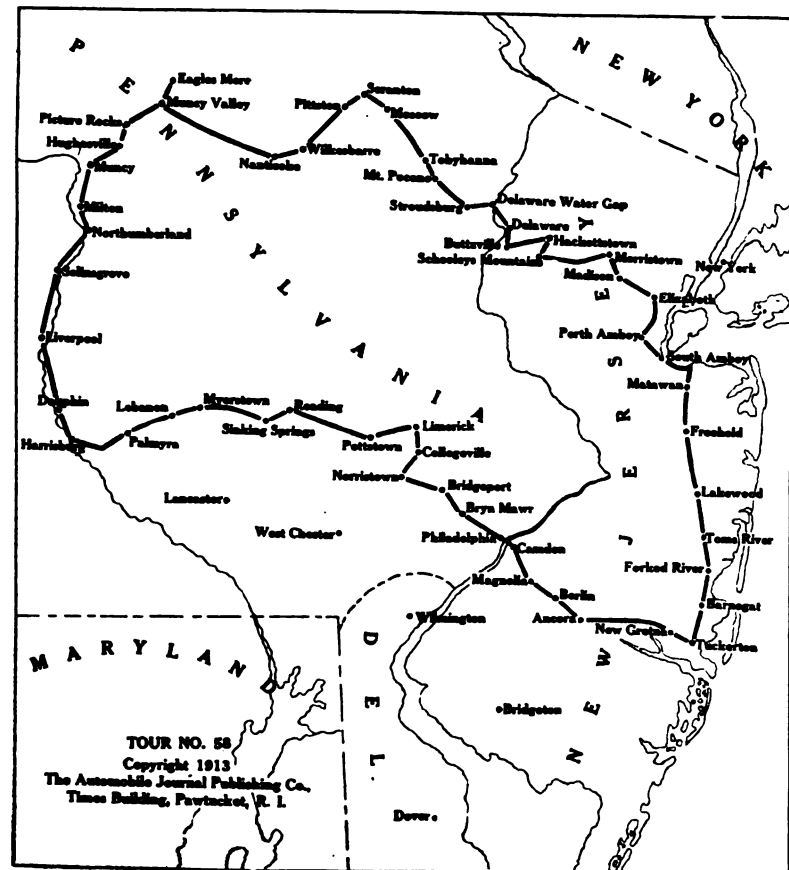 PENNSYLVANIA
NEW YORK
Eagles Mere
Muncy Valley
Picture Rocks
Hughesville
Muncy
Milton
Northumberland
Selinsgrove
Liverpool
Dauphin
Harrisburg
Palmyra
Lebanon
Myerstown
Sinking Springs
Reading
Pottstown
Limerick
Collegeville
Norristown
Bridgeport
Bryn Mawr
Philadelphia
Camden
Magnolia
Berlin
Ancora
New Gretna
Tuckerton
Barnegat
Forked River
Toms River
Lakewood
Freehold
Matawan
South Amboy
Perth Amboy
Elizabeth
New York
Madison
Morristown
Schooleys Mountain
Hackettstown
Buttsville
Delaware
Delaware Water Gap
Stroudsburg
Mt. Pocono
Tobyhanna
Moscow
Scranton
Pittston
Wilkesbarre
Nanticoke
Lancaster
West Chester
Wilmington
Bridgeton
Dover
NEW JERSEY
MARYLAND
DEL.
TOUR NO. 58
Copyright 1913
The Automobile Journal Publishing Co.,
Times Building, Pawtucket, R. I.